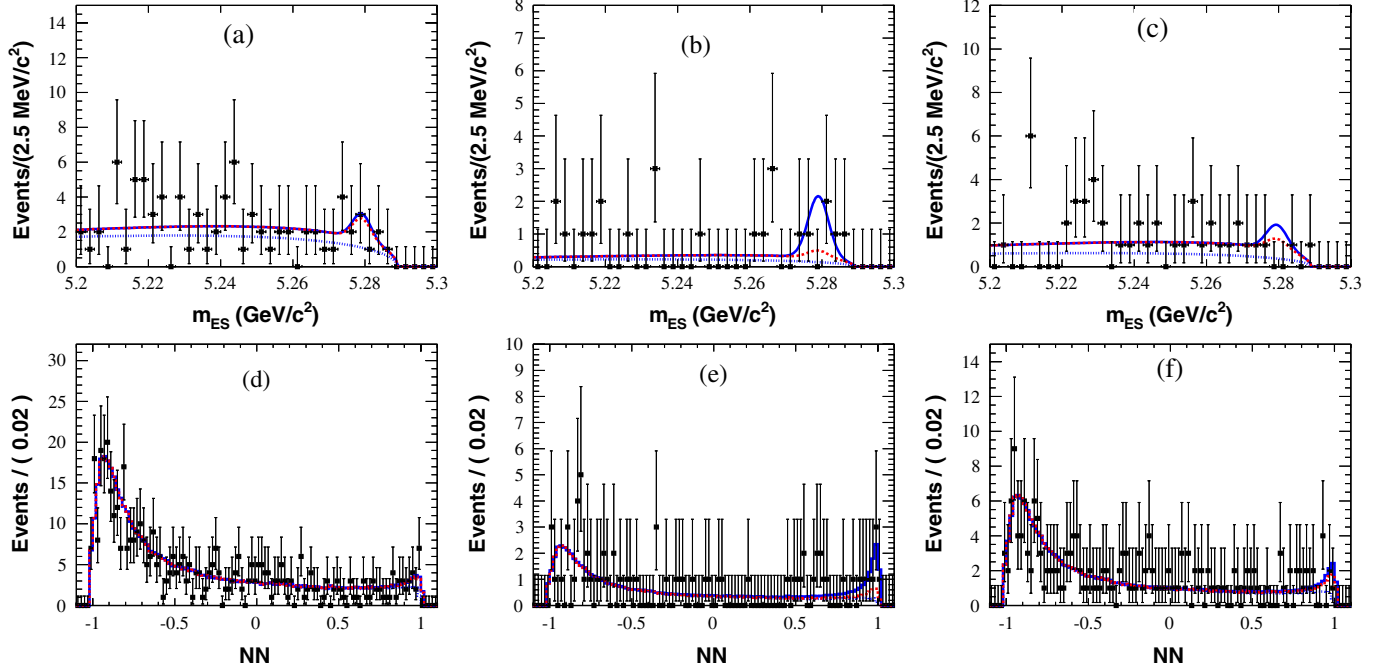 (a)
Events/(2.5 MeV/c²)
14
12
10
8
6
4
2
0
5.2 5.22 5.24 5.26 5.28 5.3
m_ES (GeV/c²)
(b)
Events/(2.5 MeV/c²)
8
7
6
5
4
3
2
1
0
5.2 5.22 5.24 5.26 5.28 5.3
m_ES (GeV/c²)
(c)
Events/(2.5 MeV/c²)
12
10
8
6
4
2
0
5.2 5.22 5.24 5.26 5.28 5.3
m_ES (GeV/c²)
(d)
Events / ( 0.02 )
30
25
20
15
10
5
0
-1 -0.5 0 0.5 1
NN
(e)
Events / ( 0.02 )
10
9
8
7
6
5
4
3
2
1
0
-1 -0.5 0 0.5 1
NN
(f)
Events / ( 0.02 )
14
12
10
8
6
4
2
0
-1 -0.5 0 0.5 1
NN